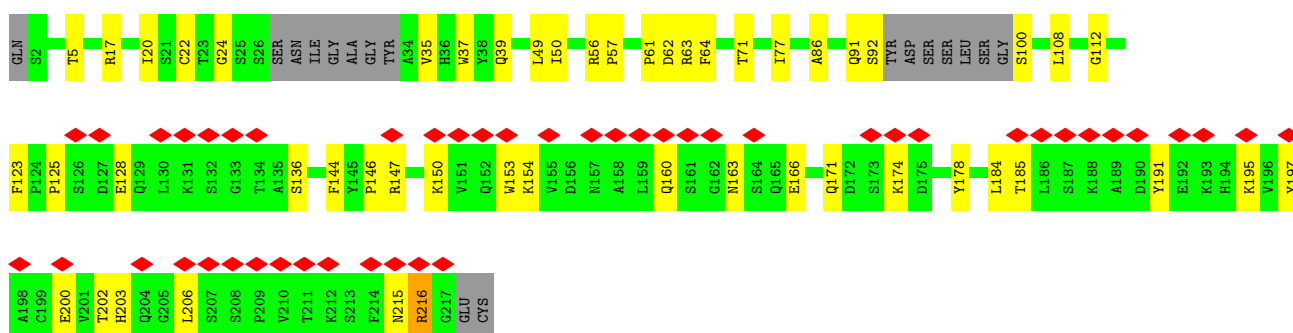 GLN S2 T5 R17 I20 S21 C22 T23 G24 S25 S26 SER ASN ILE GLY ALA GLY TYR A34 V35 H36 W37 Y38 Q39 L49 I50 R56 P57 P61 D62 R63 F64 T71 I77 A86 Q91 S92 TYR ASP SER SER LEU SER GLY S100 L108 G112
F123 P124 P125 S126 D127 E128 Q129 L130 K131 S132 G133 T134 A135 S136 F144 Y145 P146 R147 K150 V151 Q152 W153 K154 V155 D156 N157 A158 L159 Q160 S161 G162 N163 S164 Q165 E166 Q171 D172 S173 K174 D175 Y178 L184 T185 L186 S187 K188 A189 D190 Y191 E192 K193 H194 K195 V196 Y197
A198 C199 E200 V201 T202 H203 Q204 G205 L206 S207 S208 P209 V210 T211 K212 S213 F214 N215 R216 G217 GLU CYS